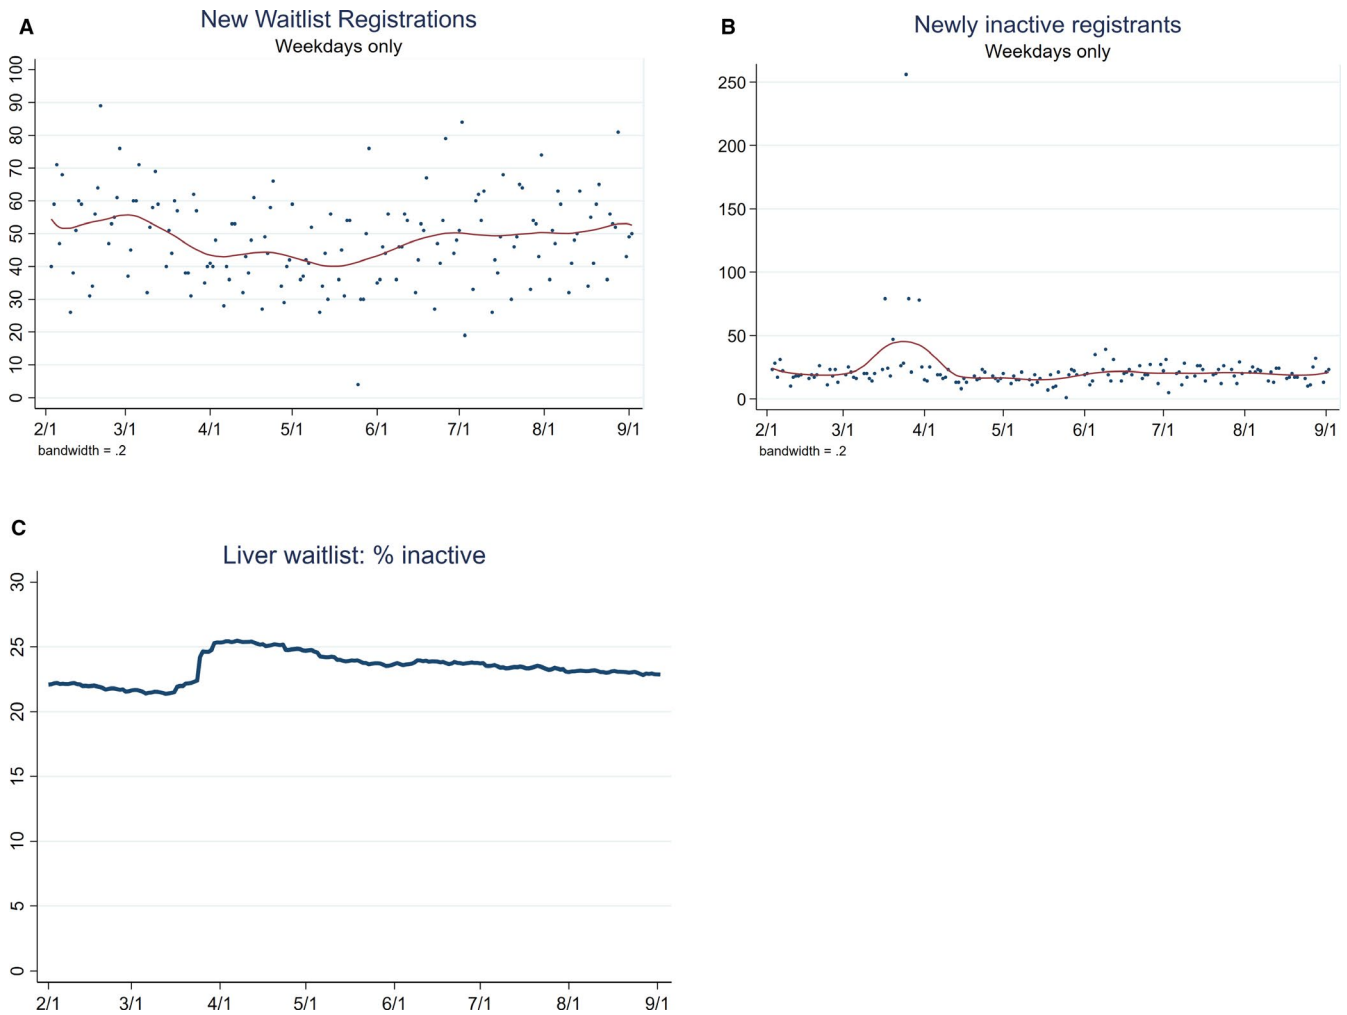 A
New Waitlist Registrations
Weekdays only
100
90
80
70
60
50
40
30
20
10
0
2/1 3/1 4/1 5/1 6/1 7/1 8/1 9/1
bandwidth = .2
B
Newly inactive registrants
Weekdays only
250
200
150
100
50
0
2/1 3/1 4/1 5/1 6/1 7/1 8/1 9/1
bandwidth = .2
C
Liver waitlist: % inactive
30
25
20
15
10
5
0
2/1 3/1 4/1 5/1 6/1 7/1 8/1 9/1